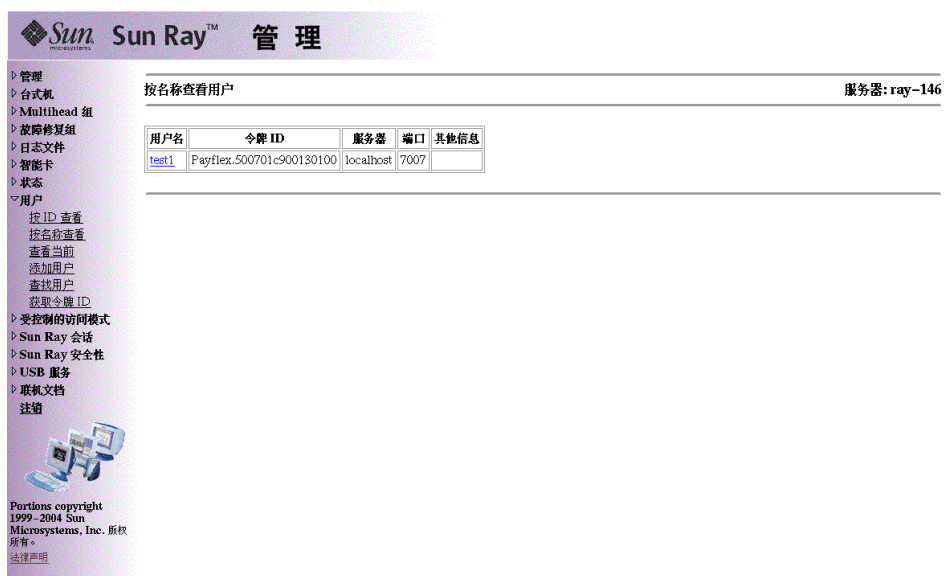 Sun microsystems Sun Ray™ 管 理
管理
台式机
Multihead 组
故障修复组
日志文件
智能卡
状态
用户
按 ID 查看
按名称查看
查看当前
添加用户
查找用户
获取令牌 ID
受控制的访问模式
Sun Ray 会话
Sun Ray 安全性
USB 服务
联机文档
注销
Portions copyright
1999-2004 Sun
Microsystems, Inc. 版权
所有。
法律声明
按名称查看用户 服务器: ray-146
用户名 令牌 ID 服务器 端口 其他信息
test1 Payflex.500701c900130100 localhost 7007